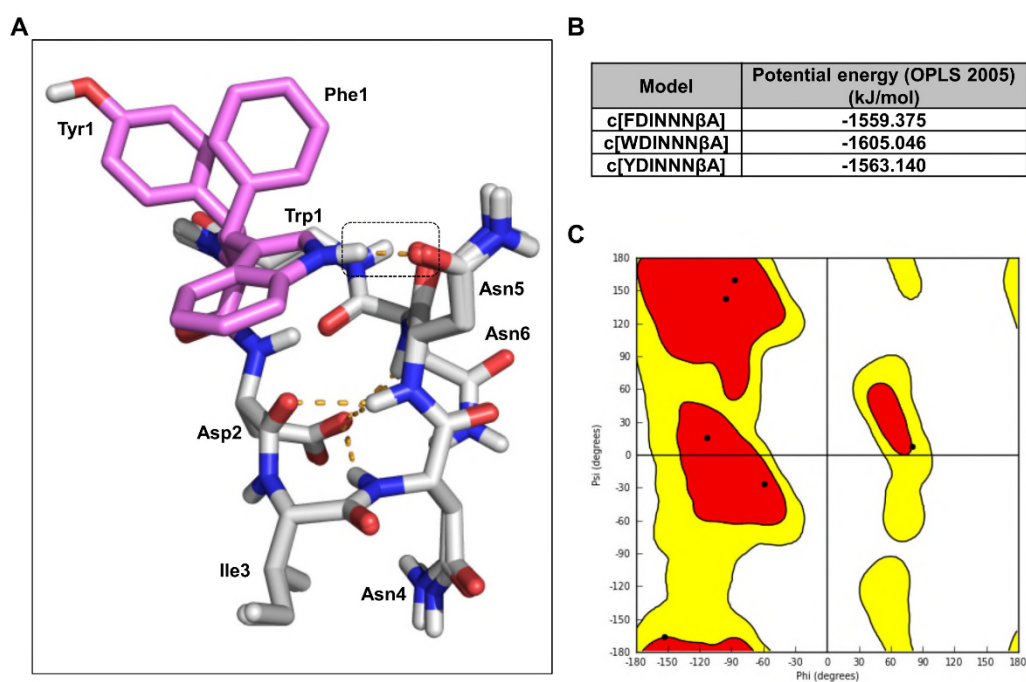 A
Phe1
Tyr1
Trp1
Asn5
Asn6
Asp2
Ile3
Asn4
B
Model Potential energy (OPLS 2005) (kJ/mol)
c[FDINNNβA] -1559.375
c[WDINNNβA] -1605.046
c[YDINNNβA] -1563.140
C
Psi (degrees)
180
150
120
90
60
30
0
-30
-60
-90
-120
-150
-180
-180 -150 -120 -90 -60 -30 0 30 60 90 120 150 180
Phi (degrees)